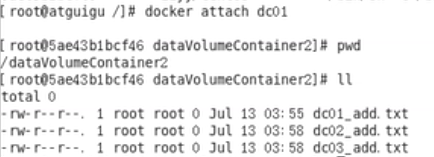 [root@atguigu /]# docker attach dc01
[root@5ae43b1bcf46 dataVolumeContainer2]# pwd
/dataVolumeContainer2
[root@5ae43b1bcf46 dataVolumeContainer2]# ll
total 0
-rw-r--r--. 1 root root 0 Jul 13 03:55 dc01_add.txt
-rw-r--r--. 1 root root 0 Jul 13 03:58 dc02_add.txt
-rw-r--r--. 1 root root 0 Jul 13 03:58 dc03_add.txt